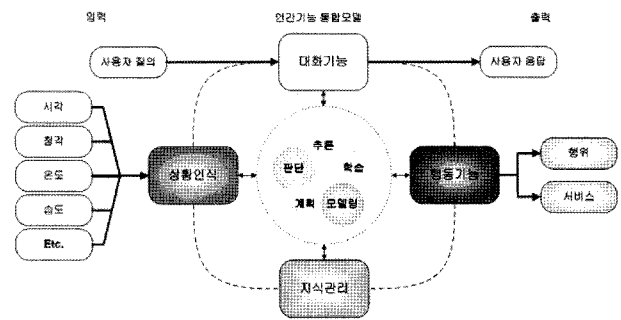 입력
인간기능 통합모델
출력
사용자 질의
대화기능
사용자 응답
시각
청각
온도
습도
Etc.
상황인식
추론
판단
학습
계획
모델링
행동기능
행위
서비스
지식관리